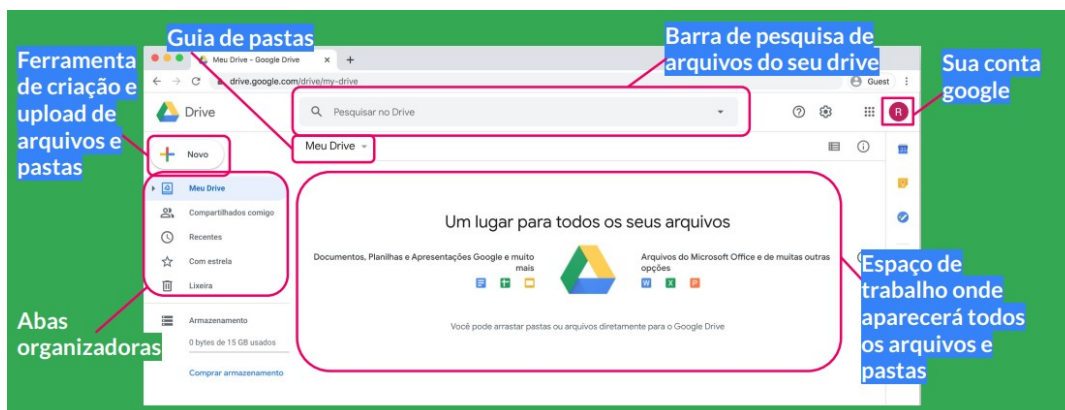 Guia de pastas
Barra de pesquisa de
arquivos do seu drive
Ferramenta
de criação e
upload de
arquivos e
pastas
Sua conta
google
Meu Drive - Google Drive
drive.google.com/drive/my-drive
Guest
Drive
Pesquisar no Drive
R
Novo
Meu Drive
Meu Drive
Compartilhados comigo
Recentes
Com estrela
Lixeira
Armazenamento
0 bytes de 15 GB usados
Comprar armazenamento
Um lugar para todos os seus arquivos
Documentos, Planilhas e Apresentações Google e muito
mais
Arquivos do Microsoft Office e de muitas outras
opções
W X P
Você pode arrastar pastas ou arquivos diretamente para o Google Drive
Espaço de
trabalho onde
aparecerá todos
os arquivos e
pastas
Abas
organizadoras